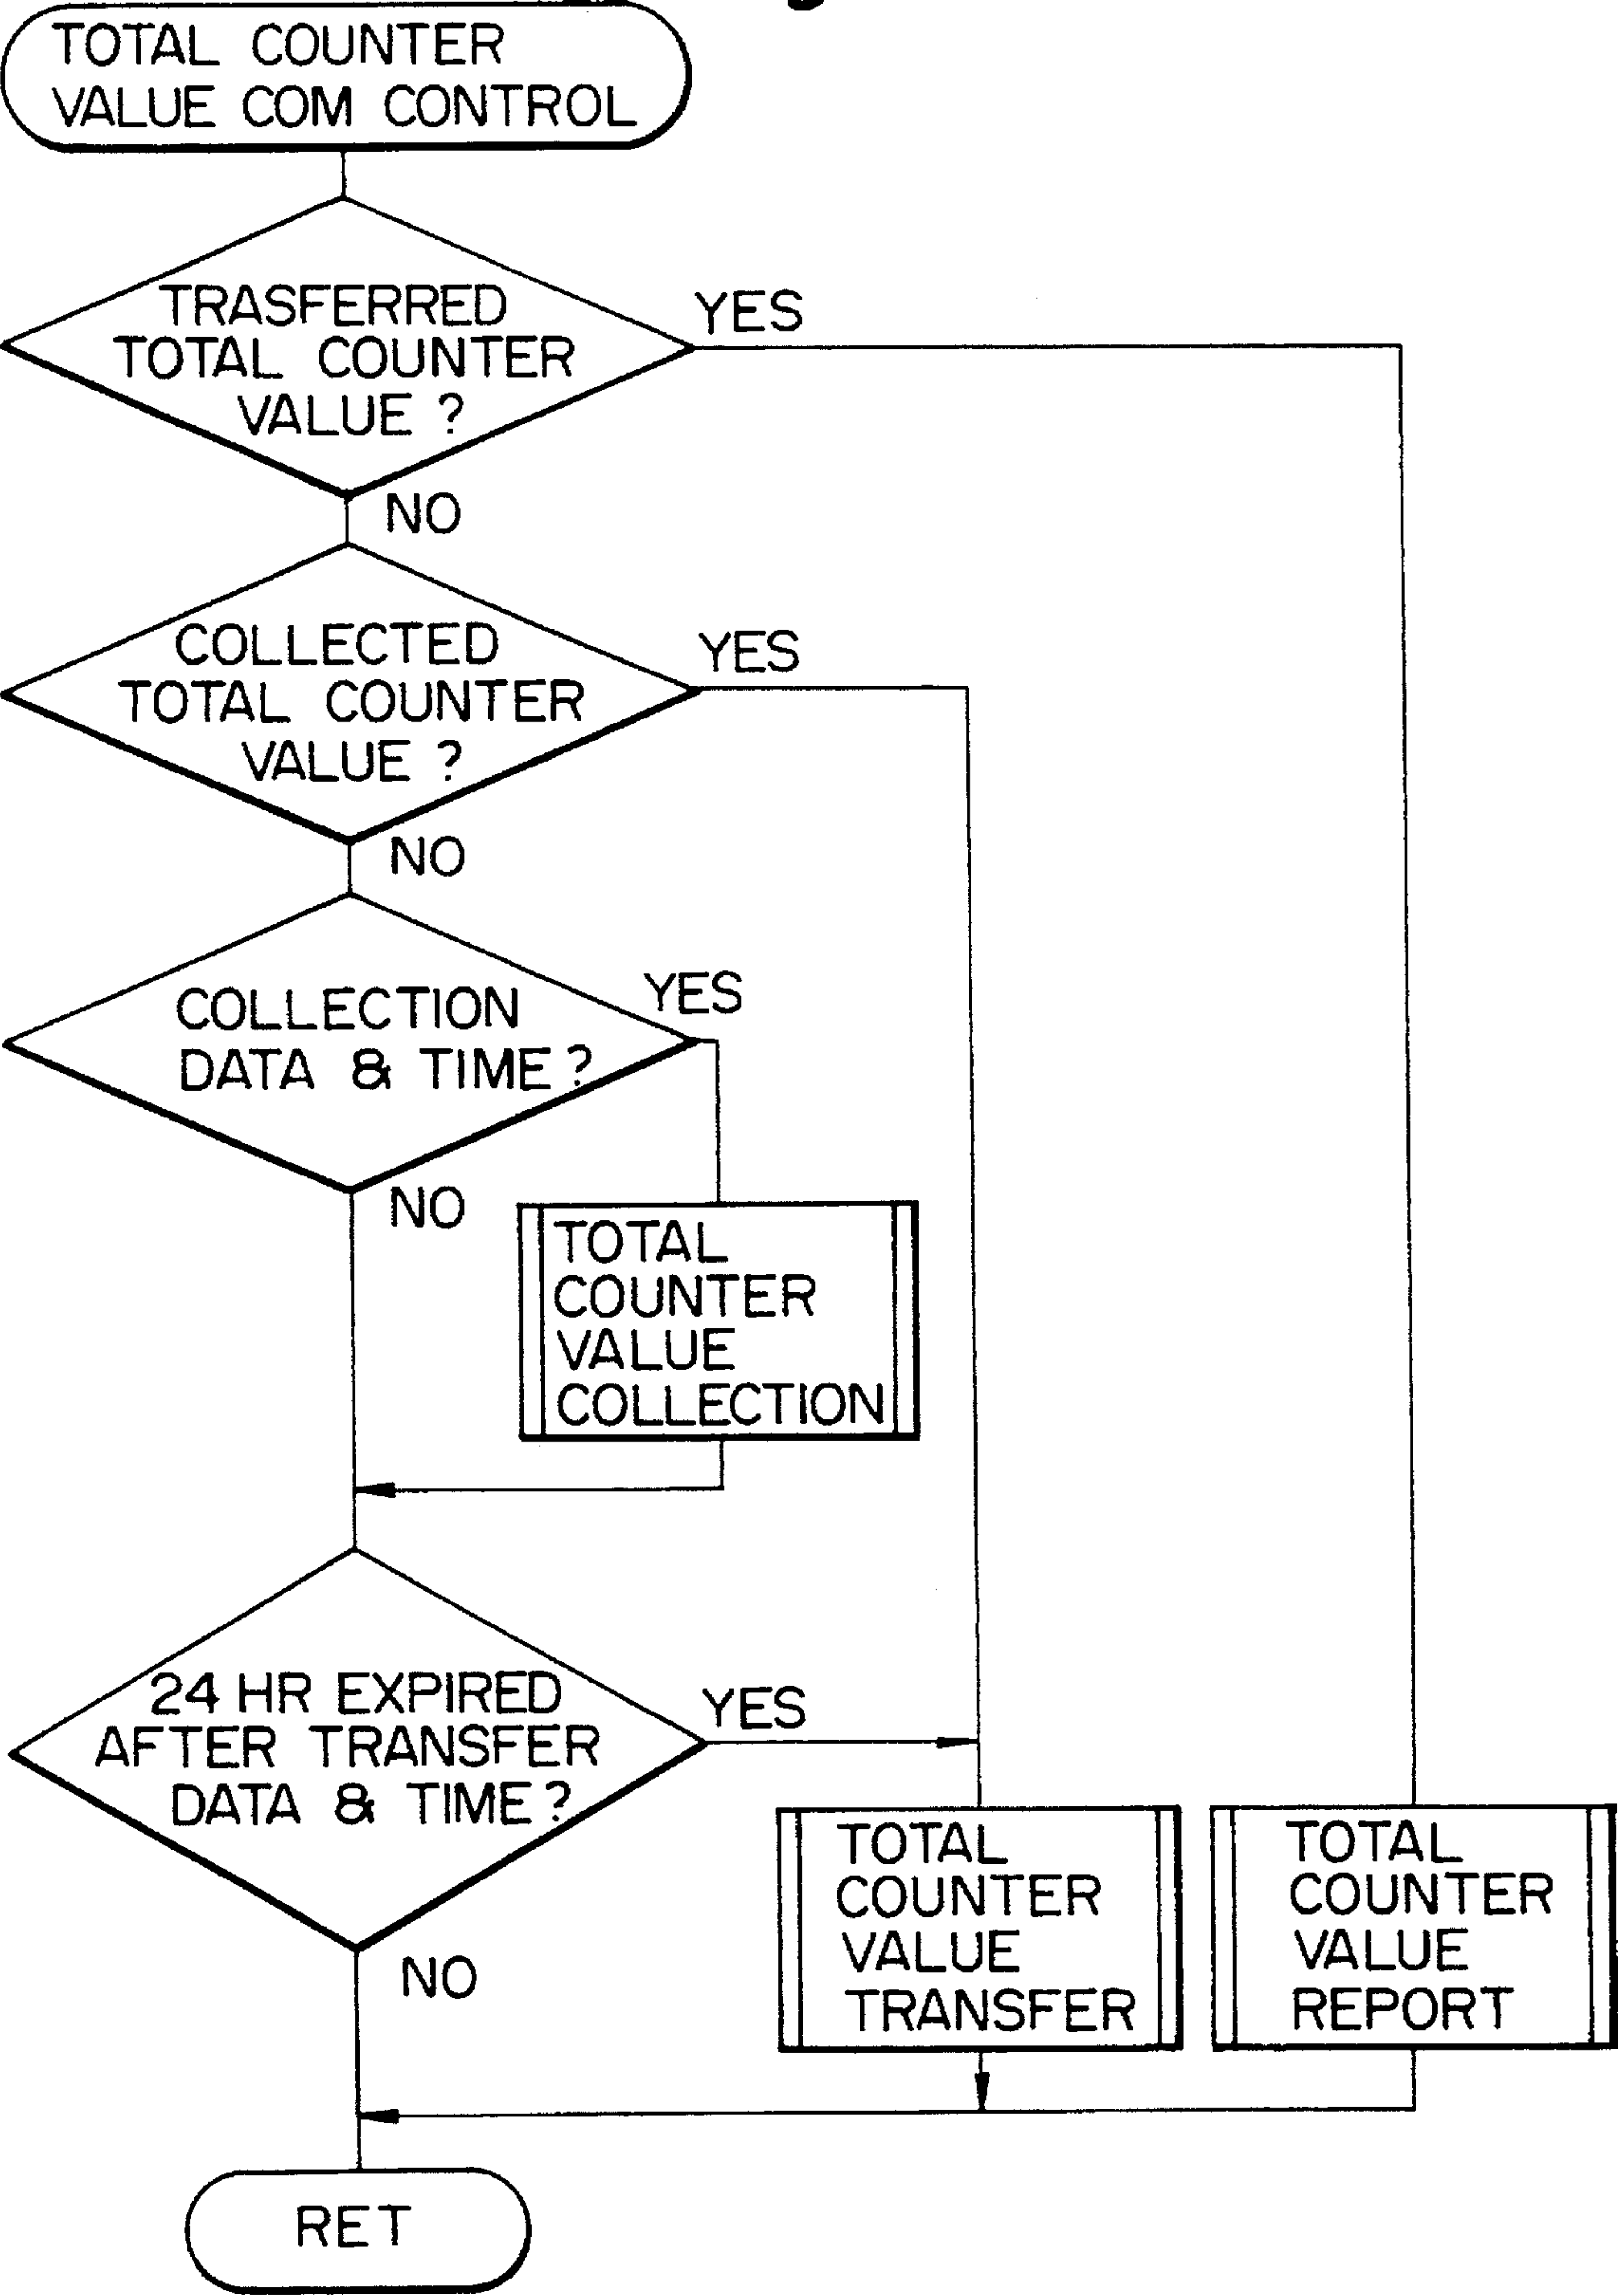 TOTAL COUNTER
VALUE COM CONTROL
TRASFERRED
TOTAL COUNTER
VALUE ?
YES
NO
COLLECTED
TOTAL COUNTER
VALUE ?
YES
NO
COLLECTION
DATA & TIME ?
YES
NO
TOTAL
COUNTER
VALUE
COLLECTION
24 HR EXPIRED
AFTER TRANSFER
DATA & TIME ?
YES
NO
TOTAL
COUNTER
VALUE
TRANSFER
TOTAL
COUNTER
VALUE
REPORT
RET